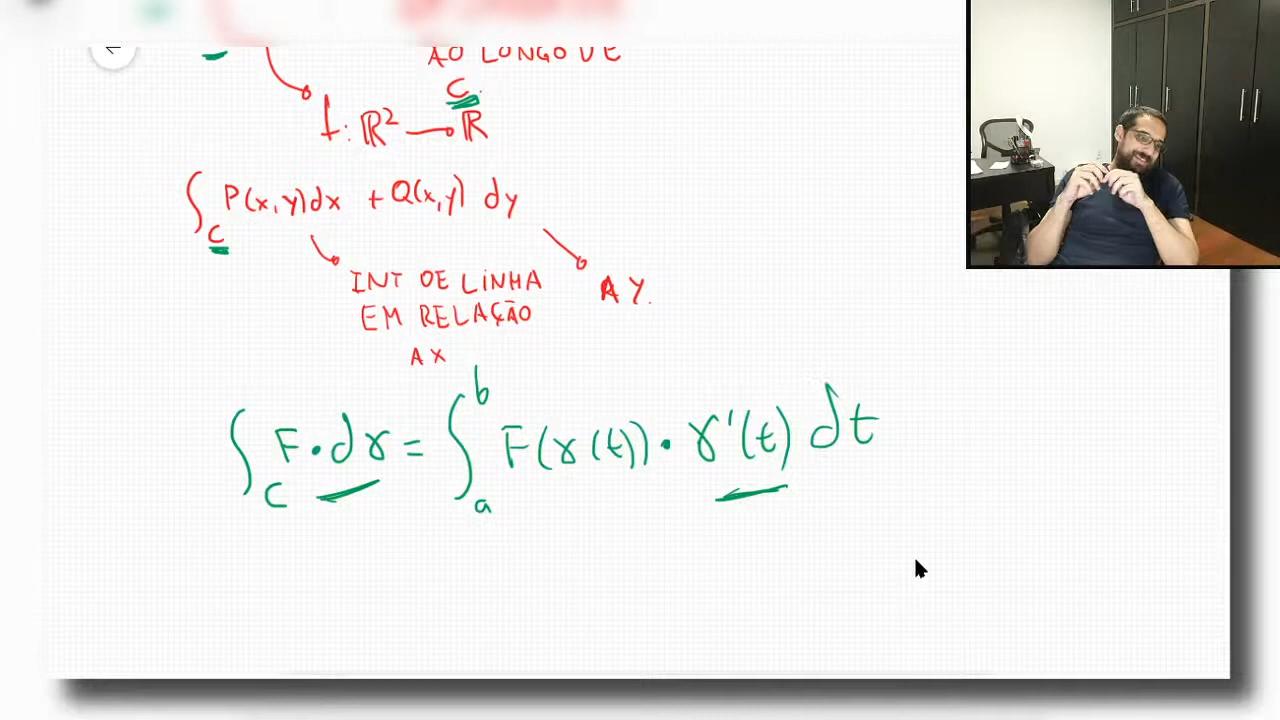 AO LONGO DE
C.
f: ℝ² → ℝ
∫_C P(x,y)dx + Q(x,y) dy
INT DE LINHA
EM RELAÇÃO
A X
A Y.
∫_C F·dγ = ∫_a^b F(γ(t))·γ'(t) dt